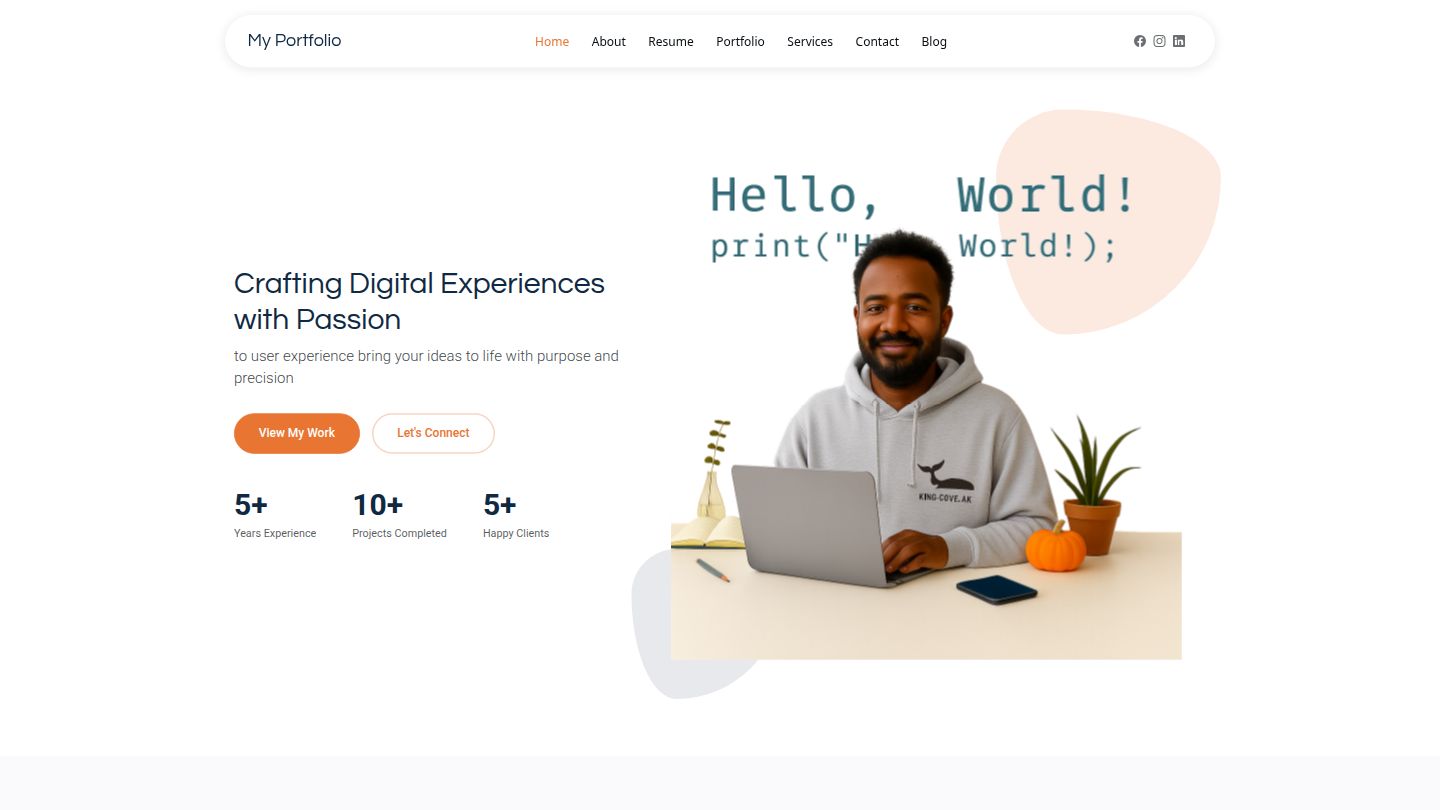 My Portfolio
Home About Resume Portfolio Services Contact Blog
Hello, World!
print("H World!);
Crafting Digital Experiences
with Passion
to user experience bring your ideas to life with purpose and
precision
View My Work Let's Connect
5+ 10+ 5+
Years Experience Projects Completed Happy Clients
KING-COVE.AK